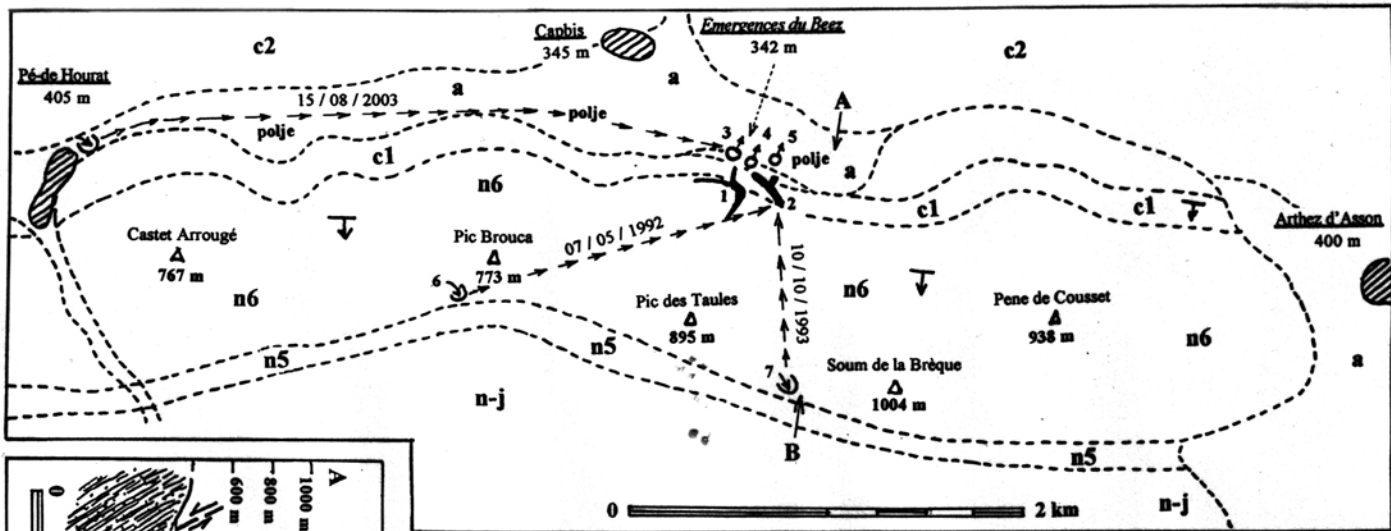 c2
Capbis
345 m
Emergences du Beez
342 m
c2
Pé-de Hourat
405 m
a
a
15 / 08 / 2003
polje
polje
A
3
4
5
polje
a
c1
n6
1
2
c1
c1
Arthez d'Asson
400 m
Castet Arrougé
767 m
Pic Brouca
773 m
07 / 05 / 1992
10 / 10 / 1993
n6
6
n6
Pic des Taules
895 m
Pene de Cousset
938 m
n6
n5
n5
7
Soum de la Brèque
1004 m
a
n-j
B
n5
n-j
0
2 km
A
1000 m
800 m
600 m
0